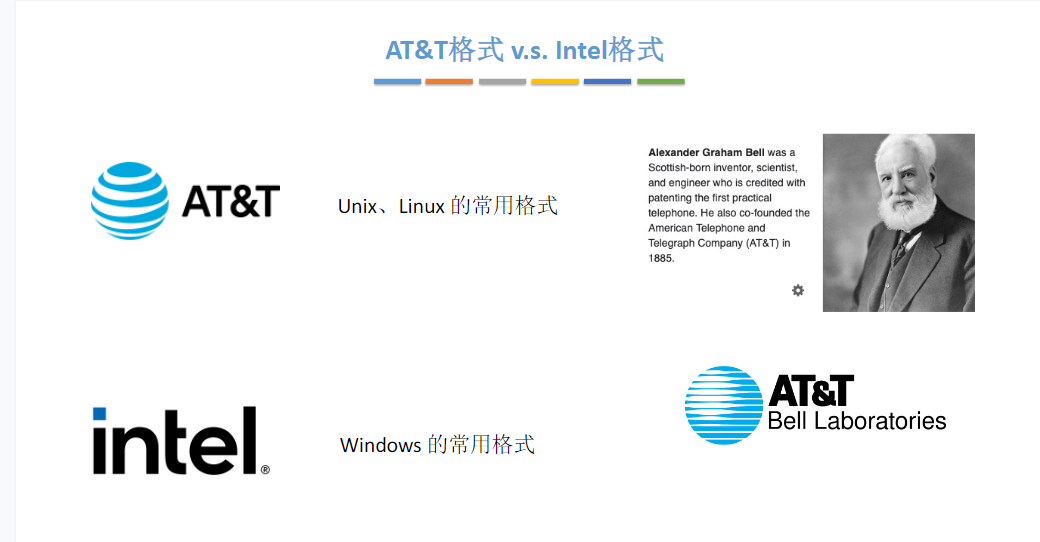 AT&T格式 v.s. Intel格式
AT&T
Unix、Linux 的常用格式
Alexander Graham Bell was a
Scottish-born inventor, scientist,
and engineer who is credited with
patenting the first practical
telephone. He also co-founded the
American Telephone and
Telegraph Company (AT&T) in
1885.
intel®
Windows 的常用格式
AT&T
Bell Laboratories